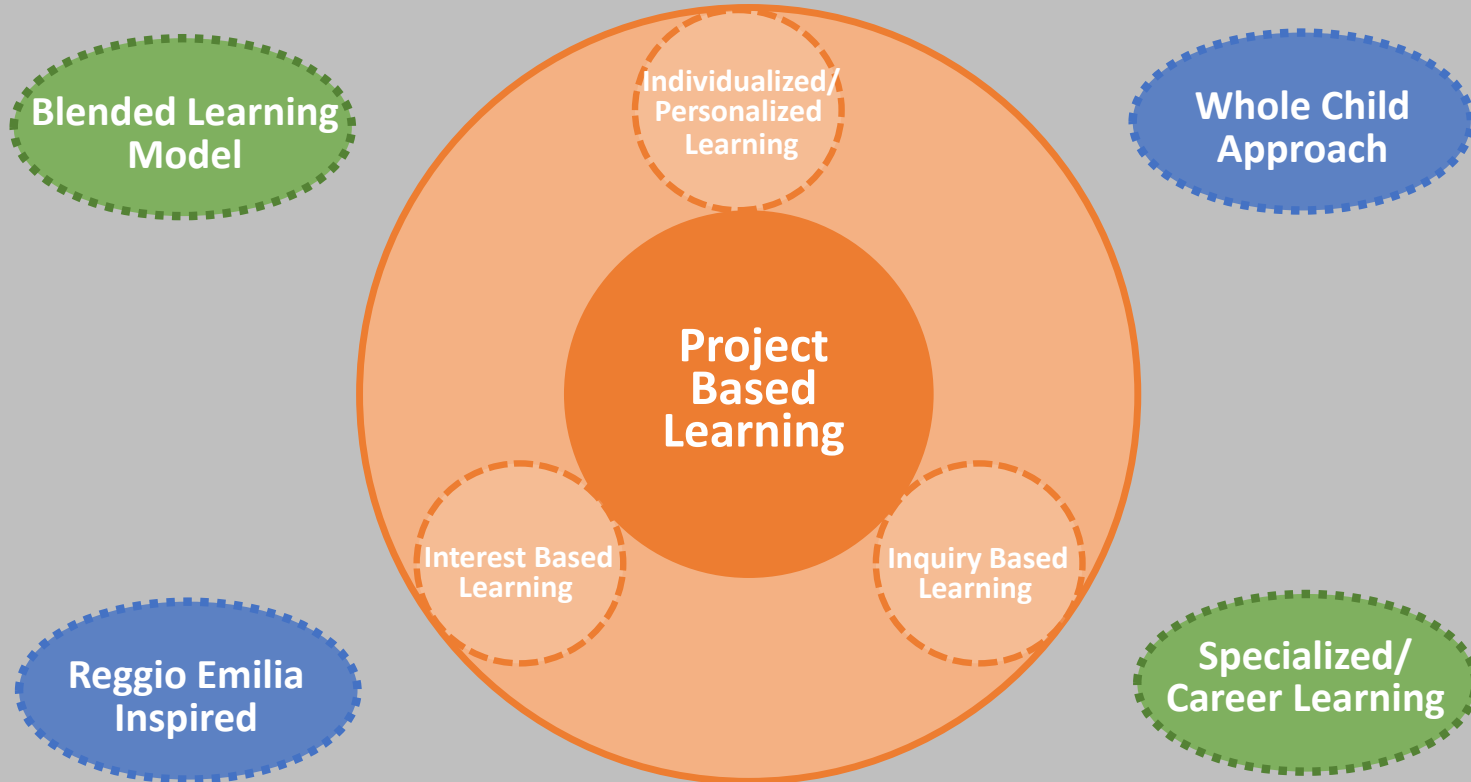 Blended Learning
Model
Individualized/
Personalized
Learning
Whole Child
Approach
Project
Based
Learning
Interest Based
Learning
Inquiry Based
Learning
Reggio Emilia
Inspired
Specialized/
Career Learning